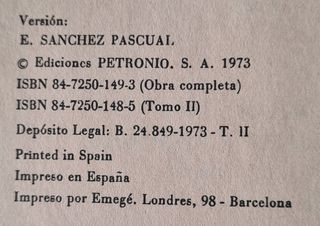 Versión:
E. SANCHEZ PASCUAL
© Ediciones PETRONIO. S. A. 1973
ISBN 84-7250-149-3 (Obra completa)
ISBN 84-7250-148-5 (Tomo II)
Depósito Legal: B. 24.849-1973 - T. II
Printed in Spain
Impreso en España
Impreso por Emegé. Londres, 98 - Barcelona